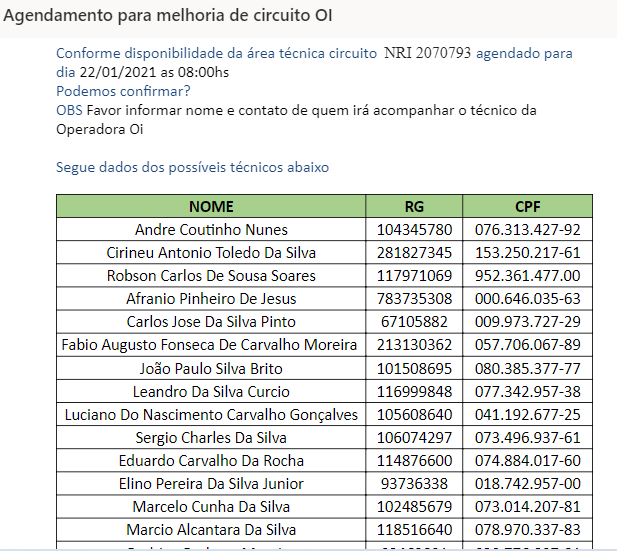 Agendamento para melhoria de circuito OI
Conforme disponibilidade da área técnica circuito NRI 2070793 agendado para
dia 22/01/2021 as 08:00hs
Podemos confirmar?
OBS Favor informar nome e contato de quem irá acompanhar o técnico da
Operadora Oi
Segue dados dos possíveis técnicos abaixo
NOME RG CPF
Andre Coutinho Nunes 104345780 076.313.427-92
Cirineu Antonio Toledo Da Silva 281827345 153.250.217-61
Robson Carlos De Sousa Soares 117971069 952.361.477.00
Afranio Pinheiro De Jesus 783735308 000.646.035-63
Carlos Jose Da Silva Pinto 67105882 009.973.727-29
Fabio Augusto Fonseca De Carvalho Moreira 213130362 057.706.067-89
João Paulo Silva Brito 101508695 080.385.377-77
Leandro Da Silva Curcio 116999848 077.342.957-38
Luciano Do Nascimento Carvalho Gonçalves 105608640 041.192.677-25
Sergio Charles Da Silva 106074297 073.496.937-61
Eduardo Carvalho Da Rocha 114876600 074.884.017-60
Elino Pereira Da Silva Junior 93736338 018.742.957-00
Marcelo Cunha Da Silva 102485679 073.014.207-81
Marcio Alcantara Da Silva 118516640 078.970.337-83